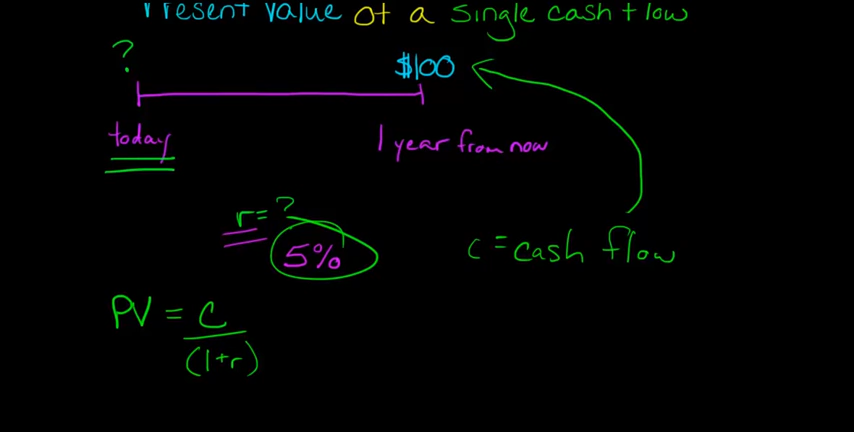 Present value of a single cash flow
?
$100
today
1 year from now
r = ?
5%
c = cash flow
PV = C
(1+r)